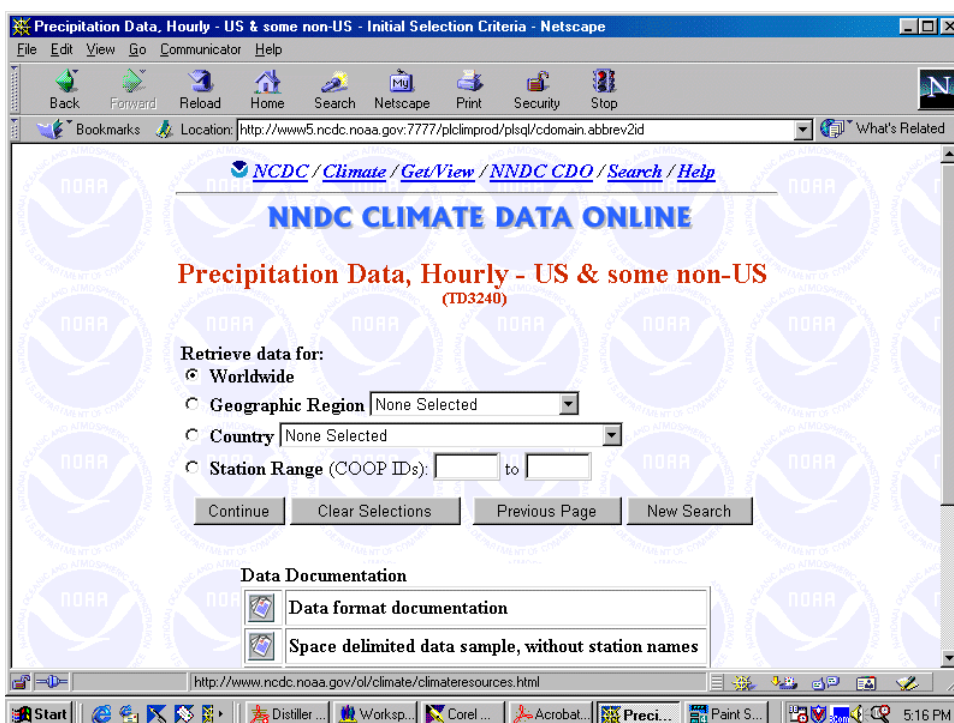 Precipitation Data, Hourly - US & some non-US - Initial Selection Criteria - Netscape
File Edit View Go Communicator Help
Back Forward Reload Home Search Netscape Print Security Stop
Bookmarks Location: http://www5.ncdc.noaa.gov:7777/plclimprod/plsql/cdomain.abbrev2id What's Related
NCDC / Climate / Get/View / NNDC CDO / Search / Help
NNDC CLIMATE DATA ONLINE
Precipitation Data, Hourly - US & some non-US
(TD3240)
Retrieve data for:
Worldwide
Geographic Region None Selected
Country None Selected
Station Range (COOP IDs): to
Continue Clear Selections Previous Page New Search
Data Documentation
Data format documentation
Space delimited data sample, without station names
http://www.ncdc.noaa.gov/ol/climate/climateresources.html
Start Distiller ... Worksp... Corel ... Acrobat... Preci... Paint S... 5:16 PM